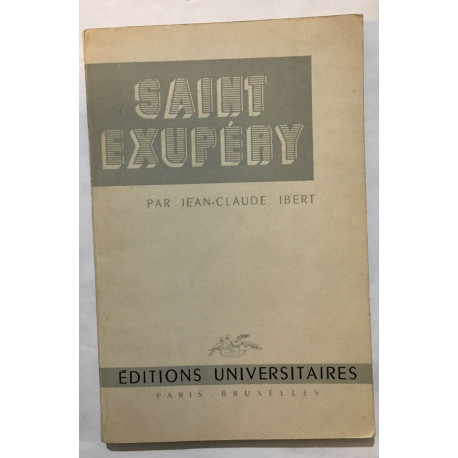 SAINT
EXUPÉRY
PAR JEAN-CLAUDE IBERT
ÉDITIONS UNIVERSITAIRES
PARIS - BRUXELLES